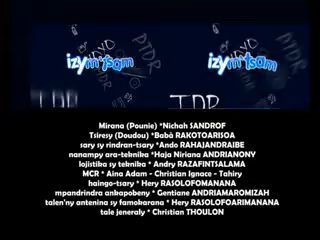 PTDR
izy m'tsam
izy m'tsam
TDR
Mirana (Pounie) *Nichah SANDROF
Tsiresy (Doudou) *Babà RAKOTOARISOA
sary sy rindran-tsary *Ando RAHAJANDRAIBE
nanampy ara-teknika *Haja Niriana ANDRIANONY
lojistika sy teknika * Andry RAZAFINTSALAMA
MCR * Aina Adam - Christian Ignace - Tahiry
haingo-tsary * Hery RASOLOFOMANANA
mpandrindra ankapobeny * Gentiane ANDRIAMAROMIZAH
talen'ny antenina sy famokarana * Hery RASOLOFOARIMANANA
tale jeneraly * Christian THOULON